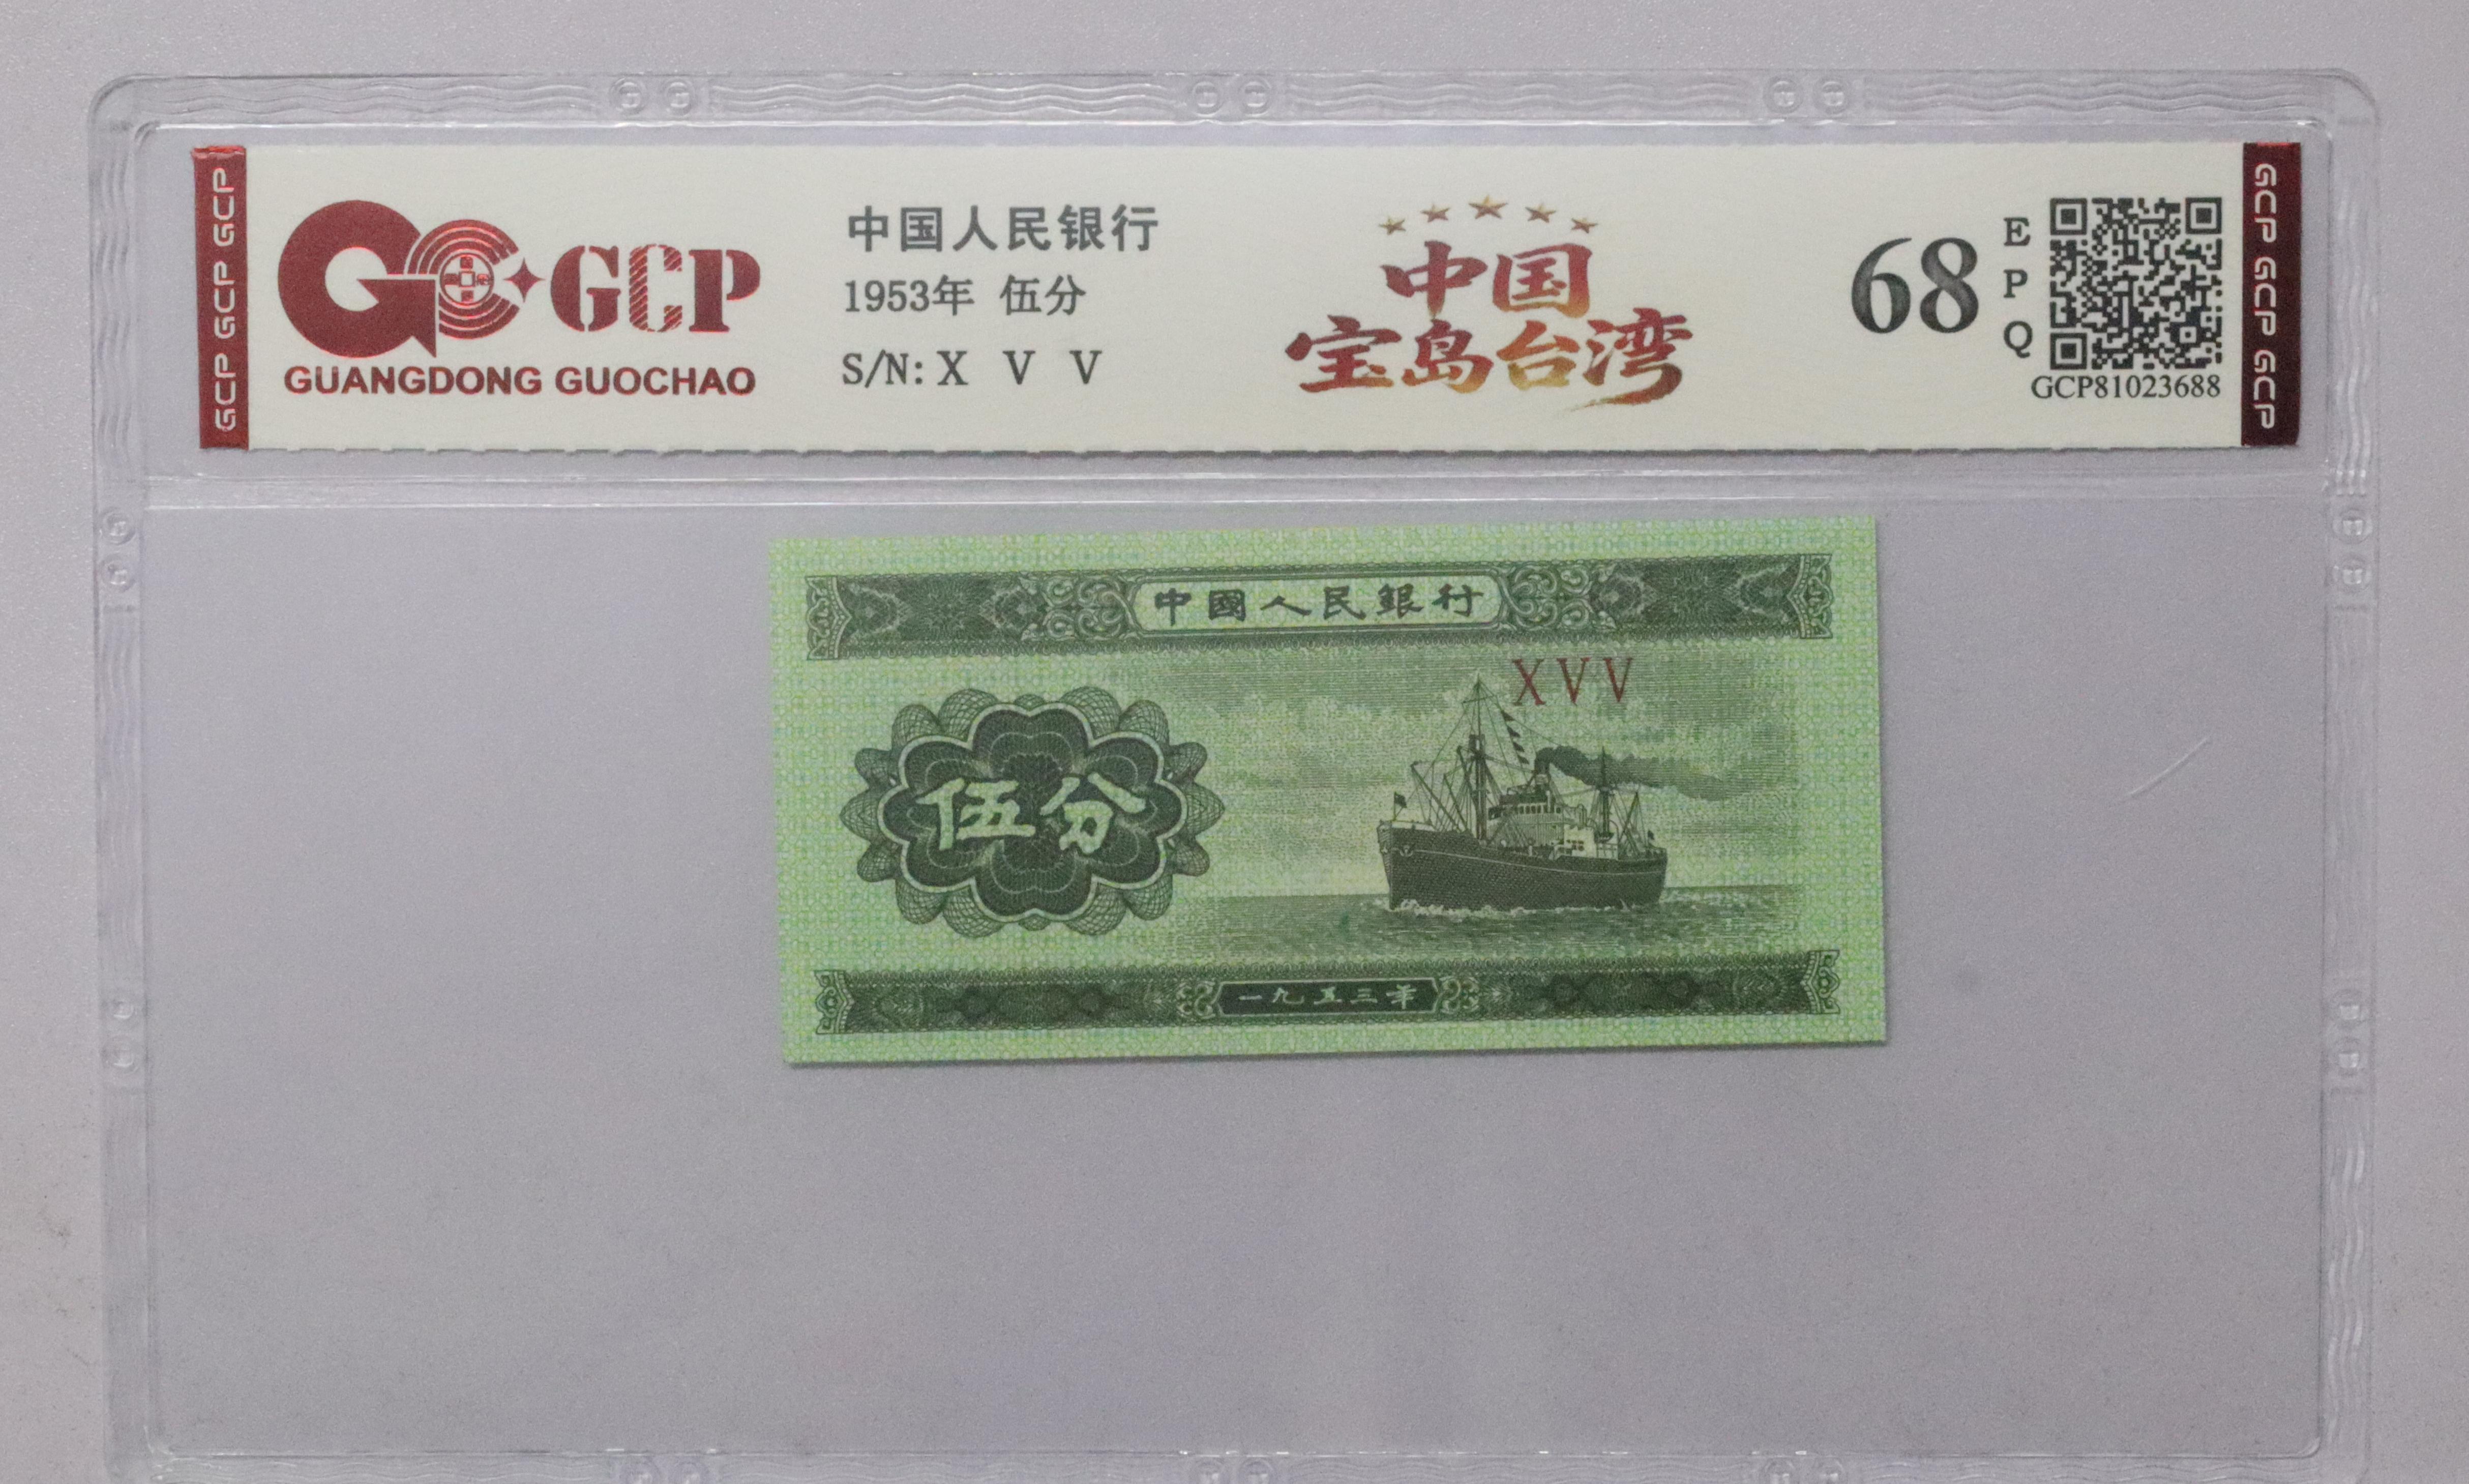 GCP GCP GCP
GCP
GUANGDONG GUOCHAO
中国人民银行
1953年 伍分
S/N: X V V
中国
宝岛台湾
68
E
P
Q
GCP81023688
GCP GCP GCP
中國人民銀行
XVV
伍分
一九五三年